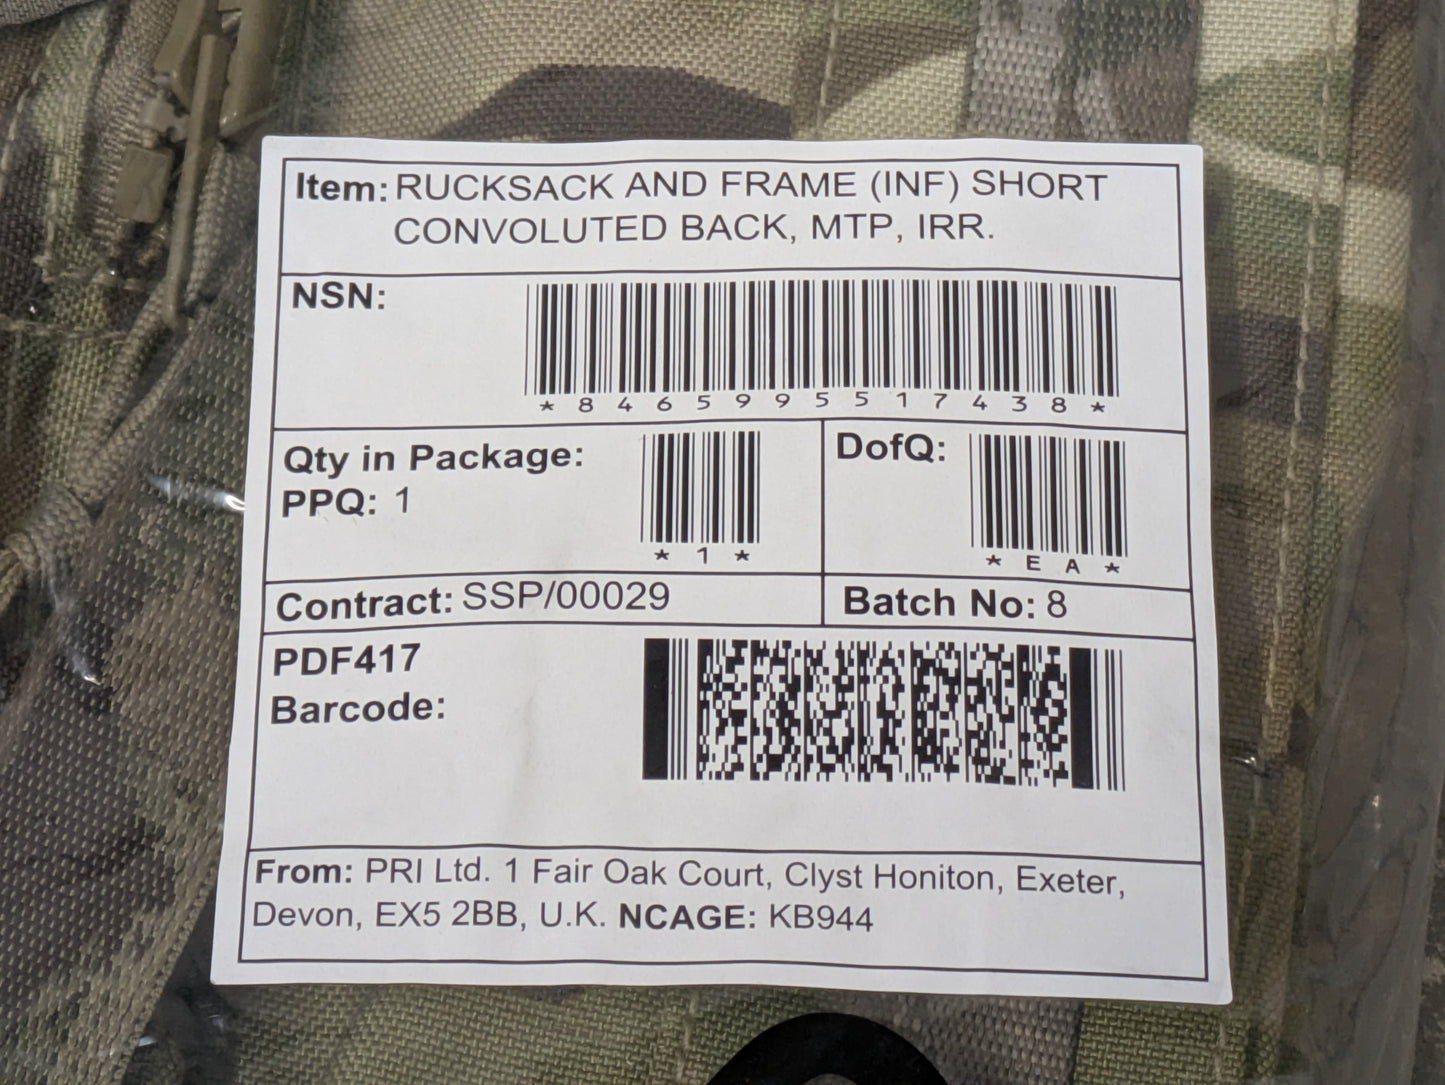 Item: RUCKSACK AND FRAME (INF) SHORT
CONVOLUTED BACK, MTP, IRR.
NSN:
*8465995517438*
Qty in Package:
PPQ: 1
*1*
DofQ:
*EA*
Contract: SSP/00029
Batch No: 8
PDF417
Barcode:
From: PRI Ltd. 1 Fair Oak Court, Clyst Honiton, Exeter,
Devon, EX5 2BB, U.K. NCAGE: KB944